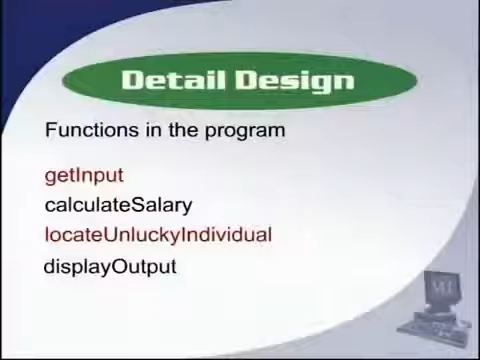 Detail Design
Functions in the program
getInput
calculateSalary
locateUnluckyIndividual
displayOutput